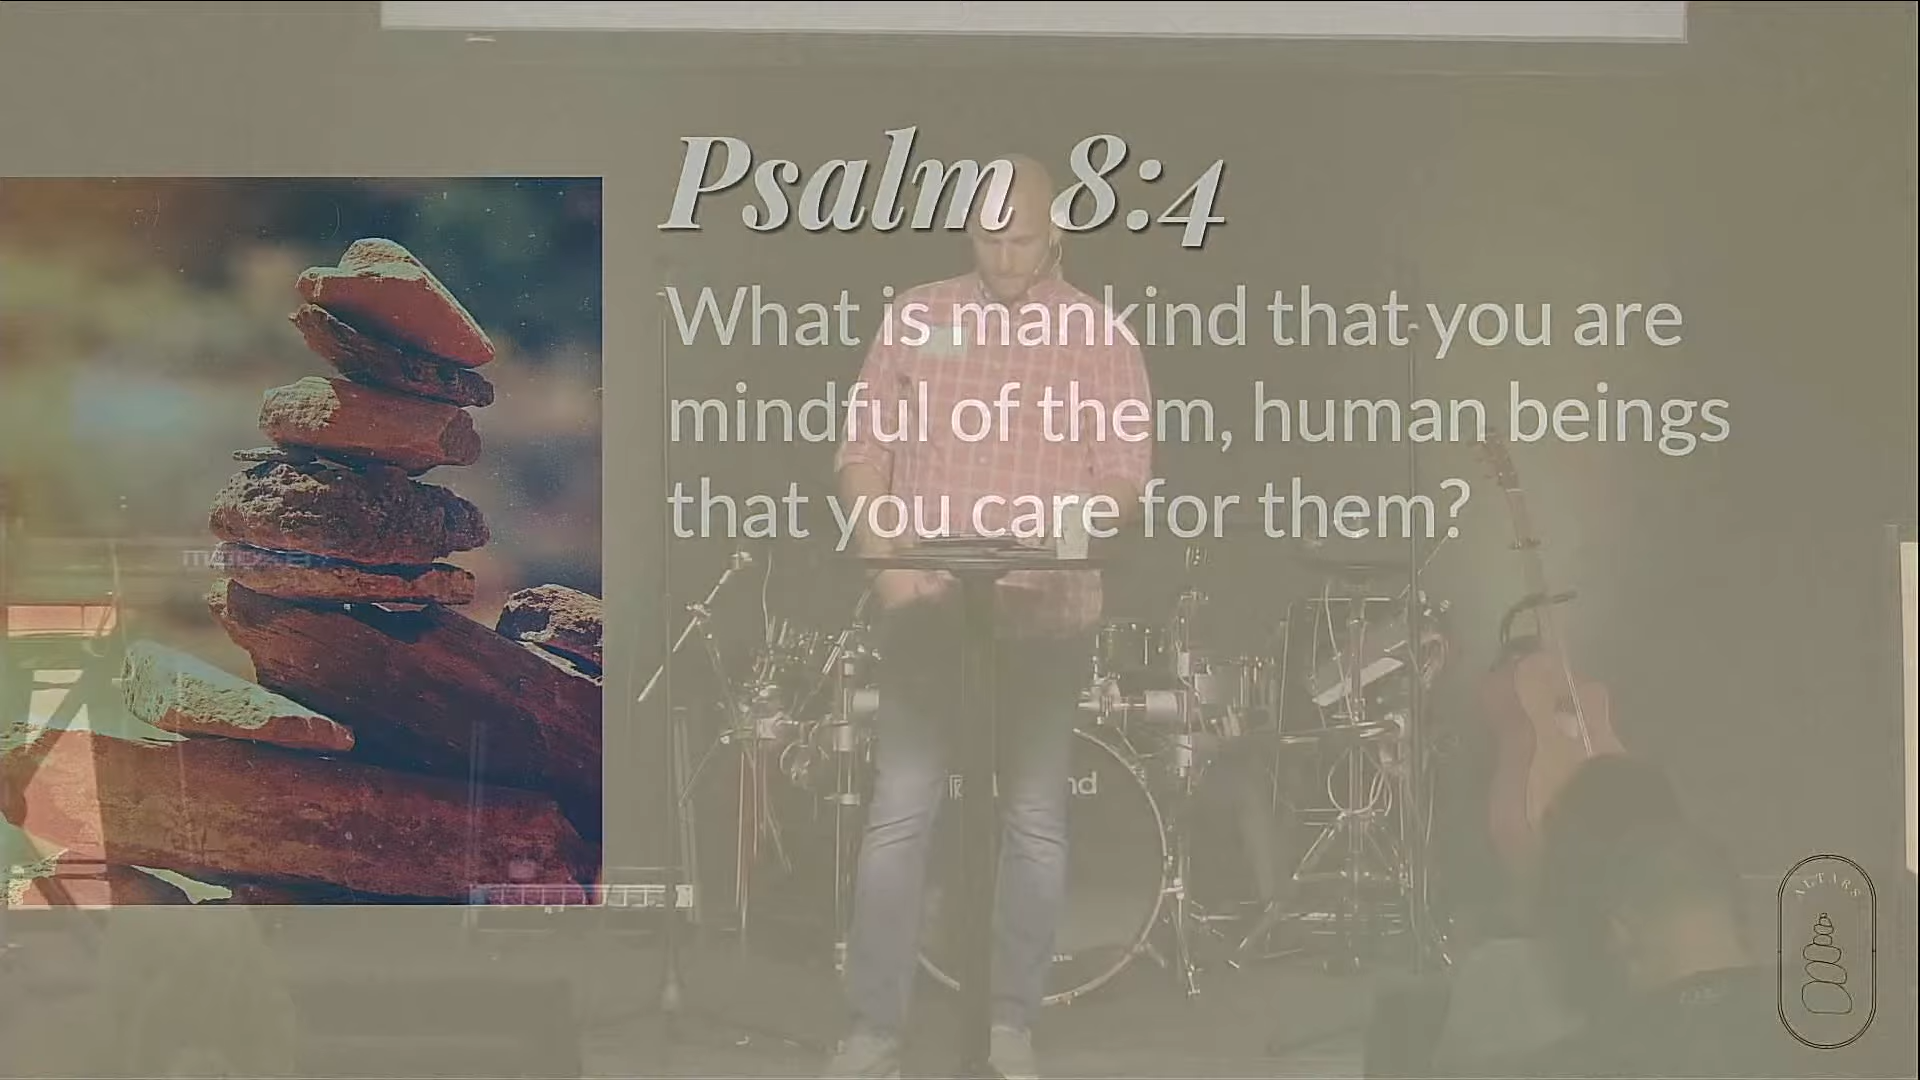 Psalm 8:4
What is mankind that you are
mindful of them, human beings
that you care for them?
ALTARS